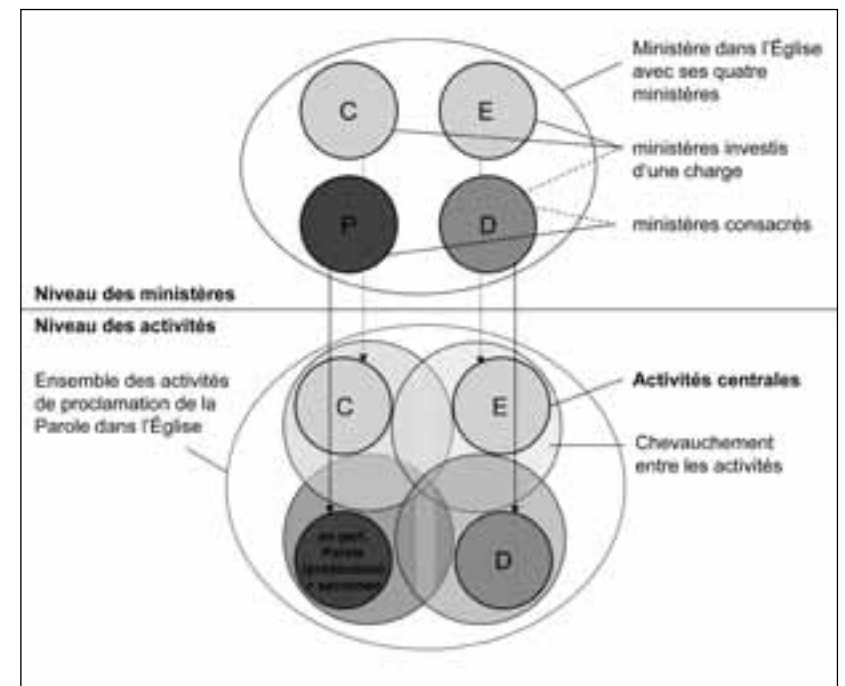 Ministère dans l'Église
avec ses quatre
ministères
C
E
ministères investis
d'une charge
P
D
ministères consacrés
Niveau des ministères
Niveau des activités
Ensemble des activités
de proclamation de la
Parole dans l'Église
C
E
Activités centrales
Chevauchement
entre les activités
Parole
D